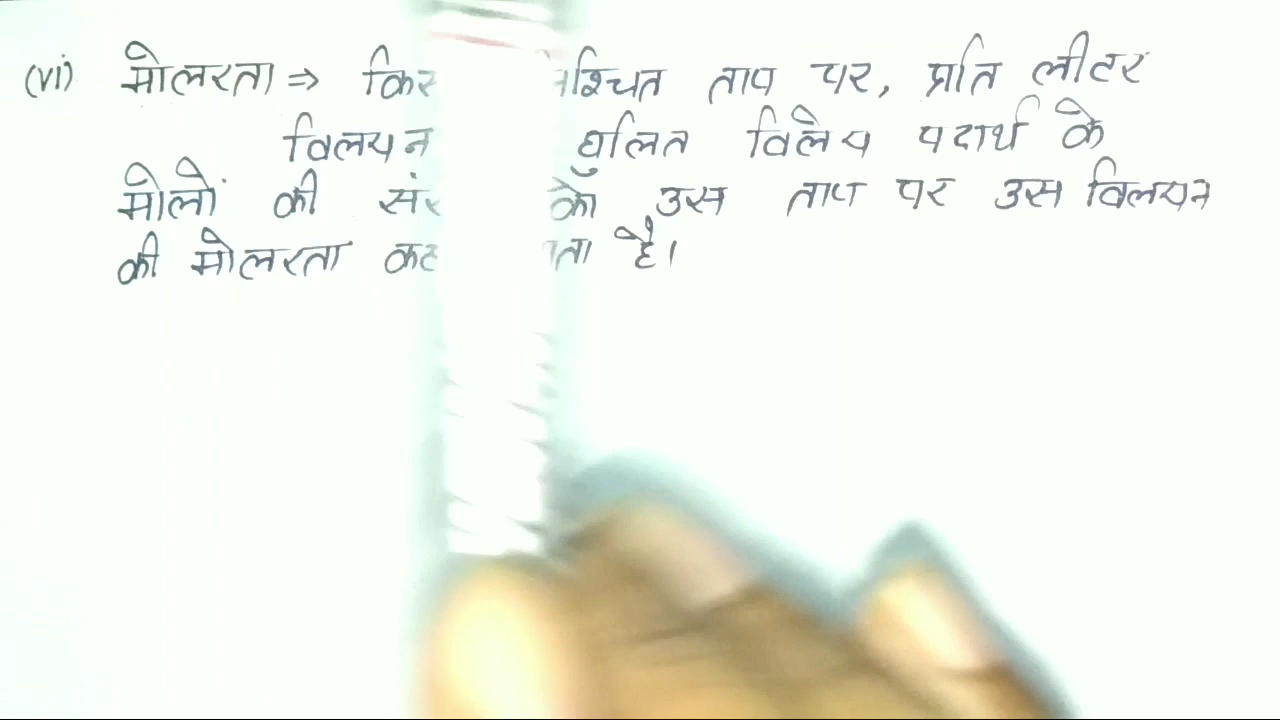 (vi) मोलरता ⇒ ताप पर, प्रति लीटर
विलयन घुलित विलेय पदार्थ के
मोलों की को उस ताप पर उस विलयन
की मोलरता है।